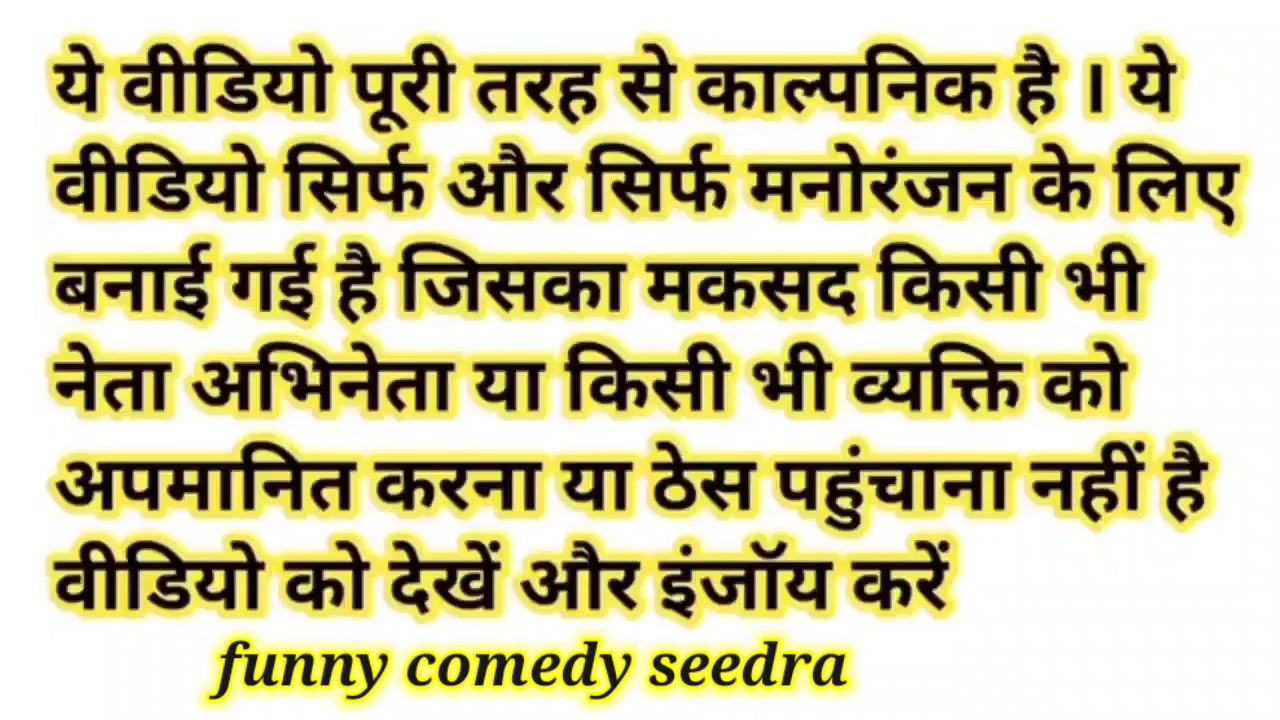 ये वीडियो पूरी तरह से काल्पनिक है । ये
वीडियो सिर्फ और सिर्फ मनोरंजन के लिए
बनाई गई है जिसका मकसद किसी भी
नेता अभिनेता या किसी भी व्यक्ति को
अपमानित करना या ठेस पहुंचाना नहीं है
वीडियो को देखें और इंजॉय करें
funny comedy seedra